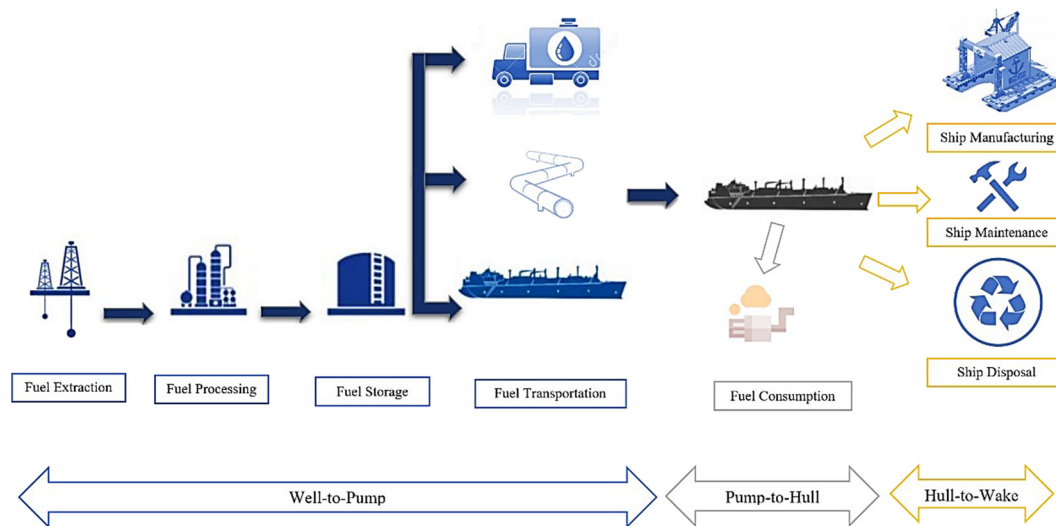 Ship Manufacturing
Ship Maintenance
Ship Disposal
Fuel Extraction
Fuel Processing
Fuel Storage
Fuel Transportation
Fuel Consumption
Well-to-Pump
Pump-to-Hull
Hull-to-Wake